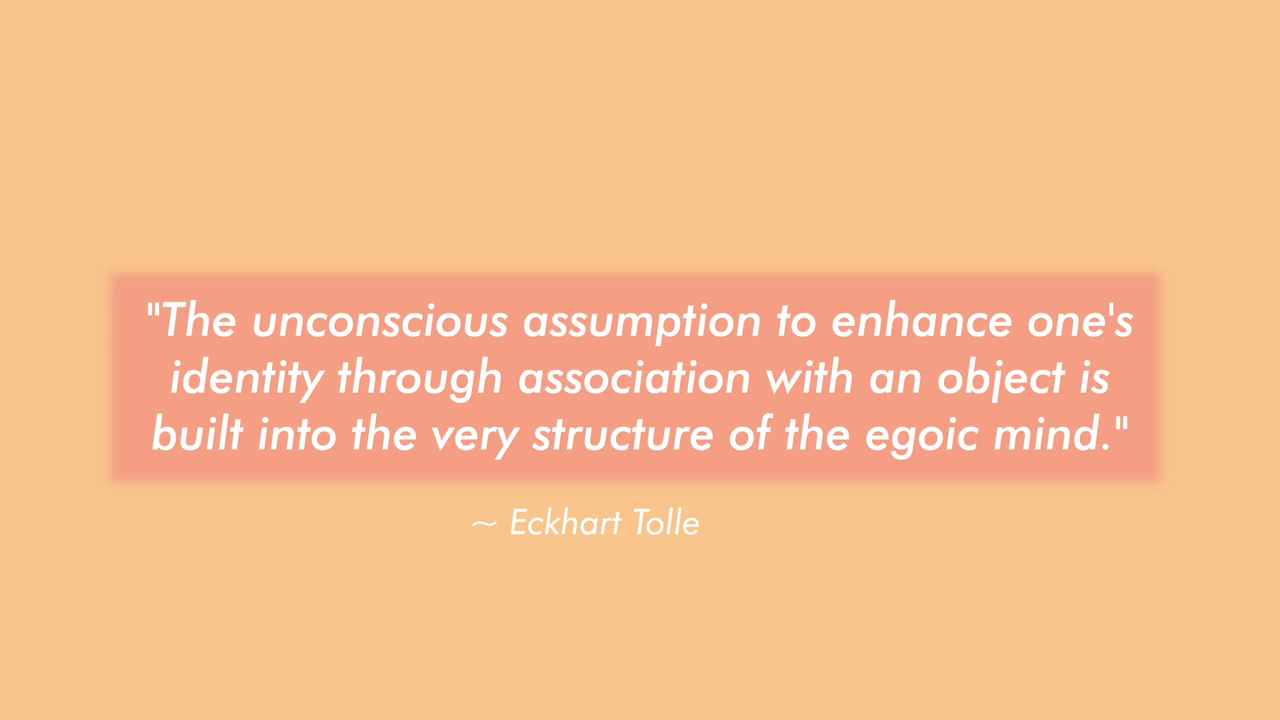 "The unconscious assumption to enhance one's
identity through association with an object is
built into the very structure of the egoic mind."
~ Eckhart Tolle